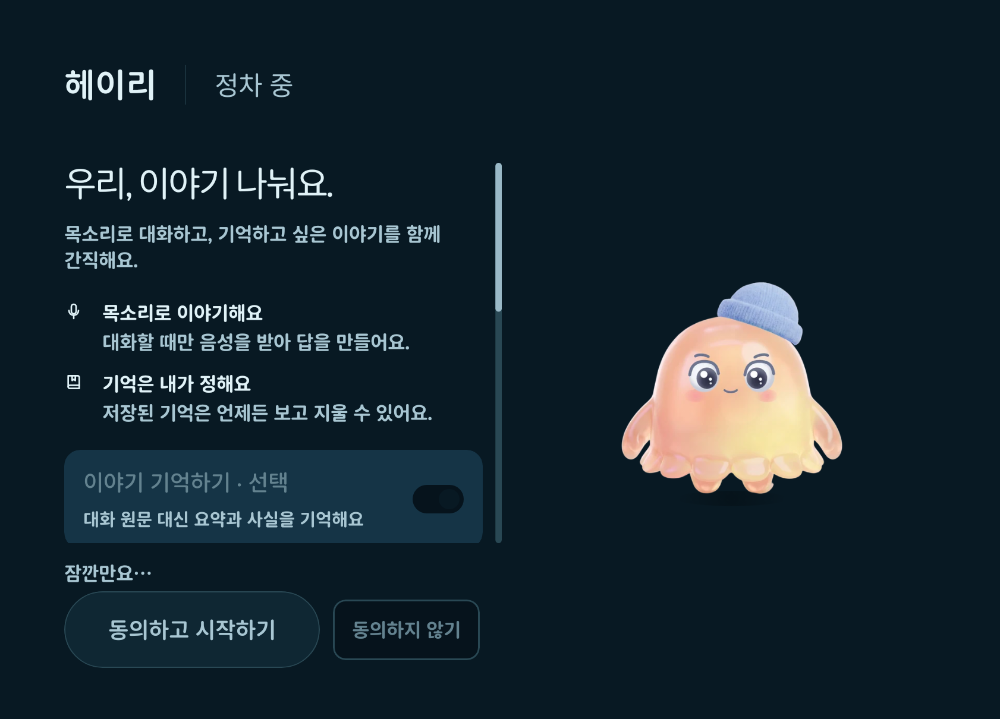 헤이리
정차 중
우리, 이야기 나눠요.
목소리로 대화하고, 기억하고 싶은 이야기를 함께
간직해요.
목소리로 이야기해요
대화할 때만 음성을 받아 답을 만들어요.
기억은 내가 정해요
저장된 기억은 언제든 보고 지울 수 있어요.
이야기 기억하기 · 선택
대화 원문 대신 요약과 사실을 기억해요
잠깐만요…
동의하고 시작하기
동의하지 않기